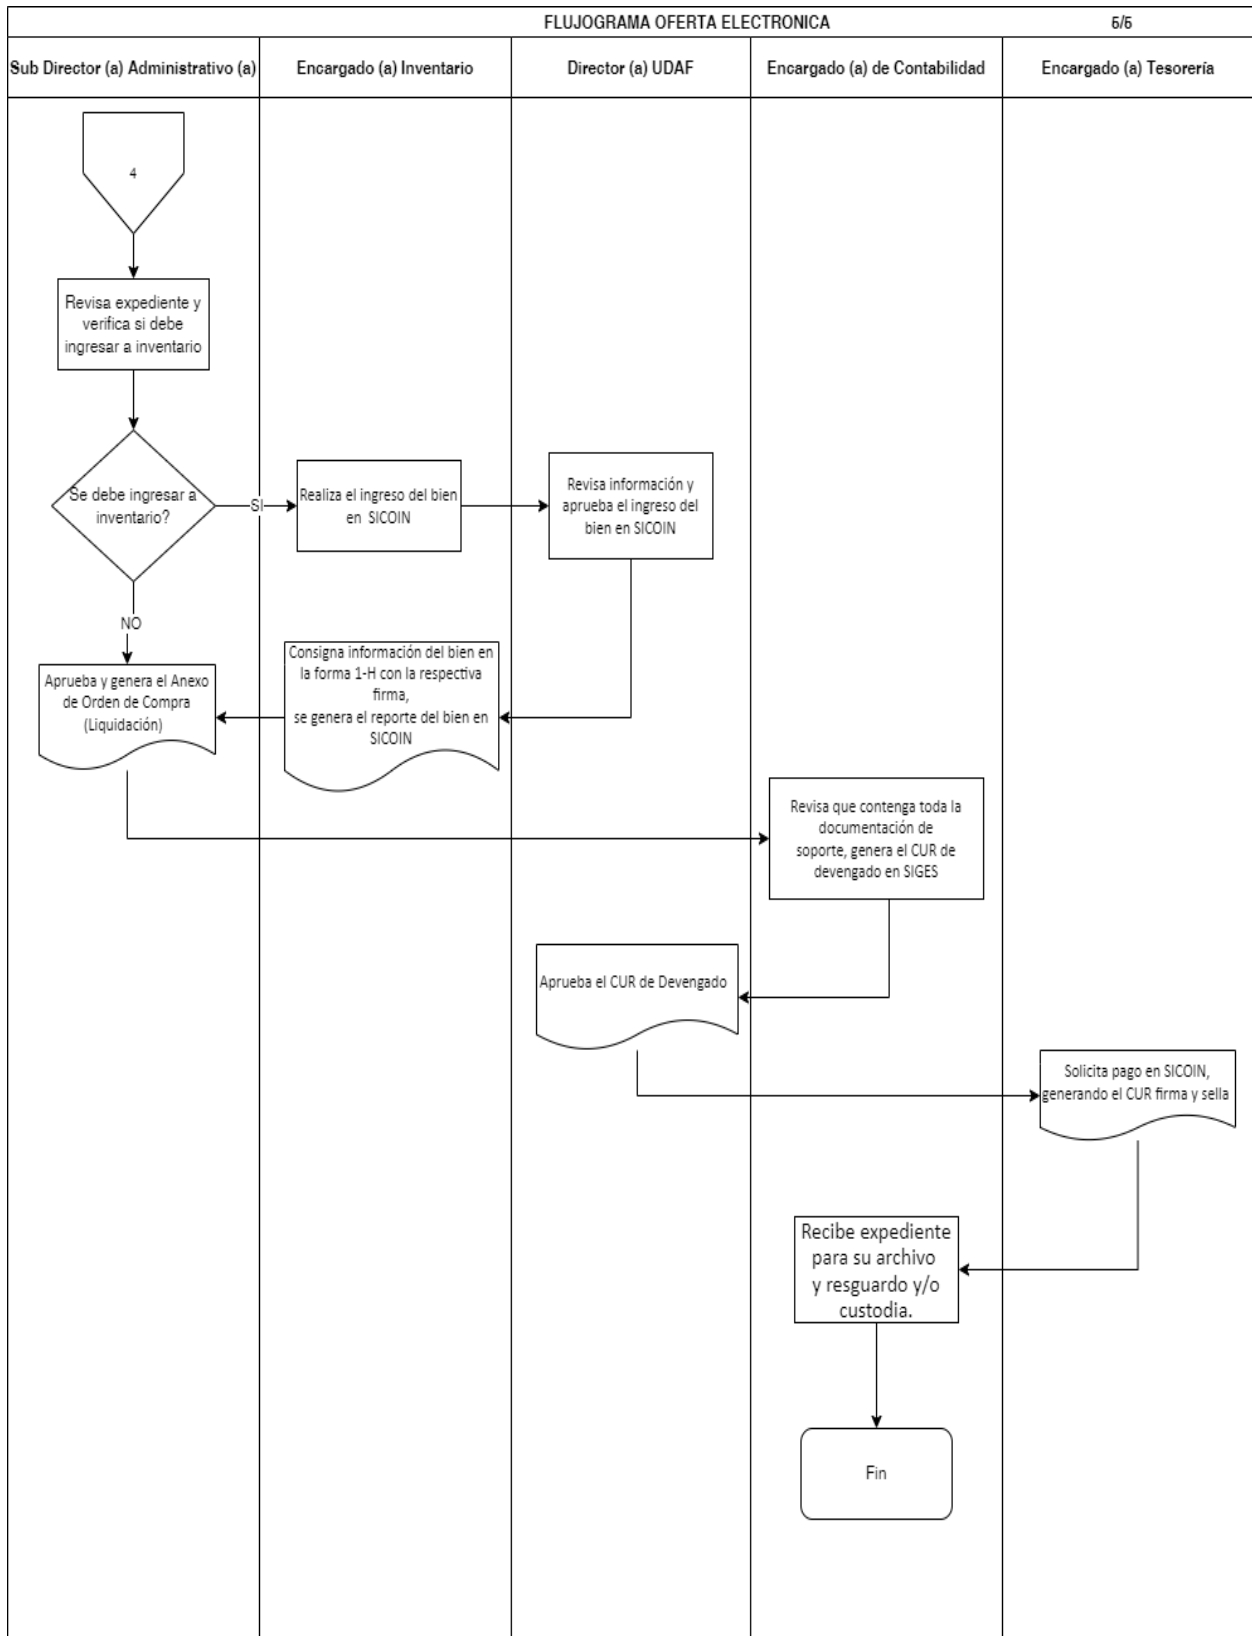 FLUJOGRAMA OFERTA ELECTRONICA
5/5
Sub Director (a) Administrativo (a)
Encargado (a) Inventario
Director (a) UDAF
Encargado (a) de Contabilidad
Encargado (a) Tesorería
4
Revisa expediente y
verifica si debe
ingresar a inventario
Se debe ingresar a
inventario?
SI
Realiza el ingreso del bien
en SICOIN
Revisa información y
aprueba el ingreso del
bien en SICOIN
NO
Consigna información del bien en
la forma 1-H con la respectiva
firma,
se genera el reporte del bien en
SICOIN
Aprueba y genera el Anexo
de Orden de Compra
(Liquidación)
Revisa que contenga toda la
documentación de
soporte, genera el CUR de
devengado en SIGES
Aprueba el CUR de Devengado
Solicita pago en SICOIN,
generando el CUR firma y sella
Recibe expediente
para su archivo
y resguardo y/o
custodia.
Fin